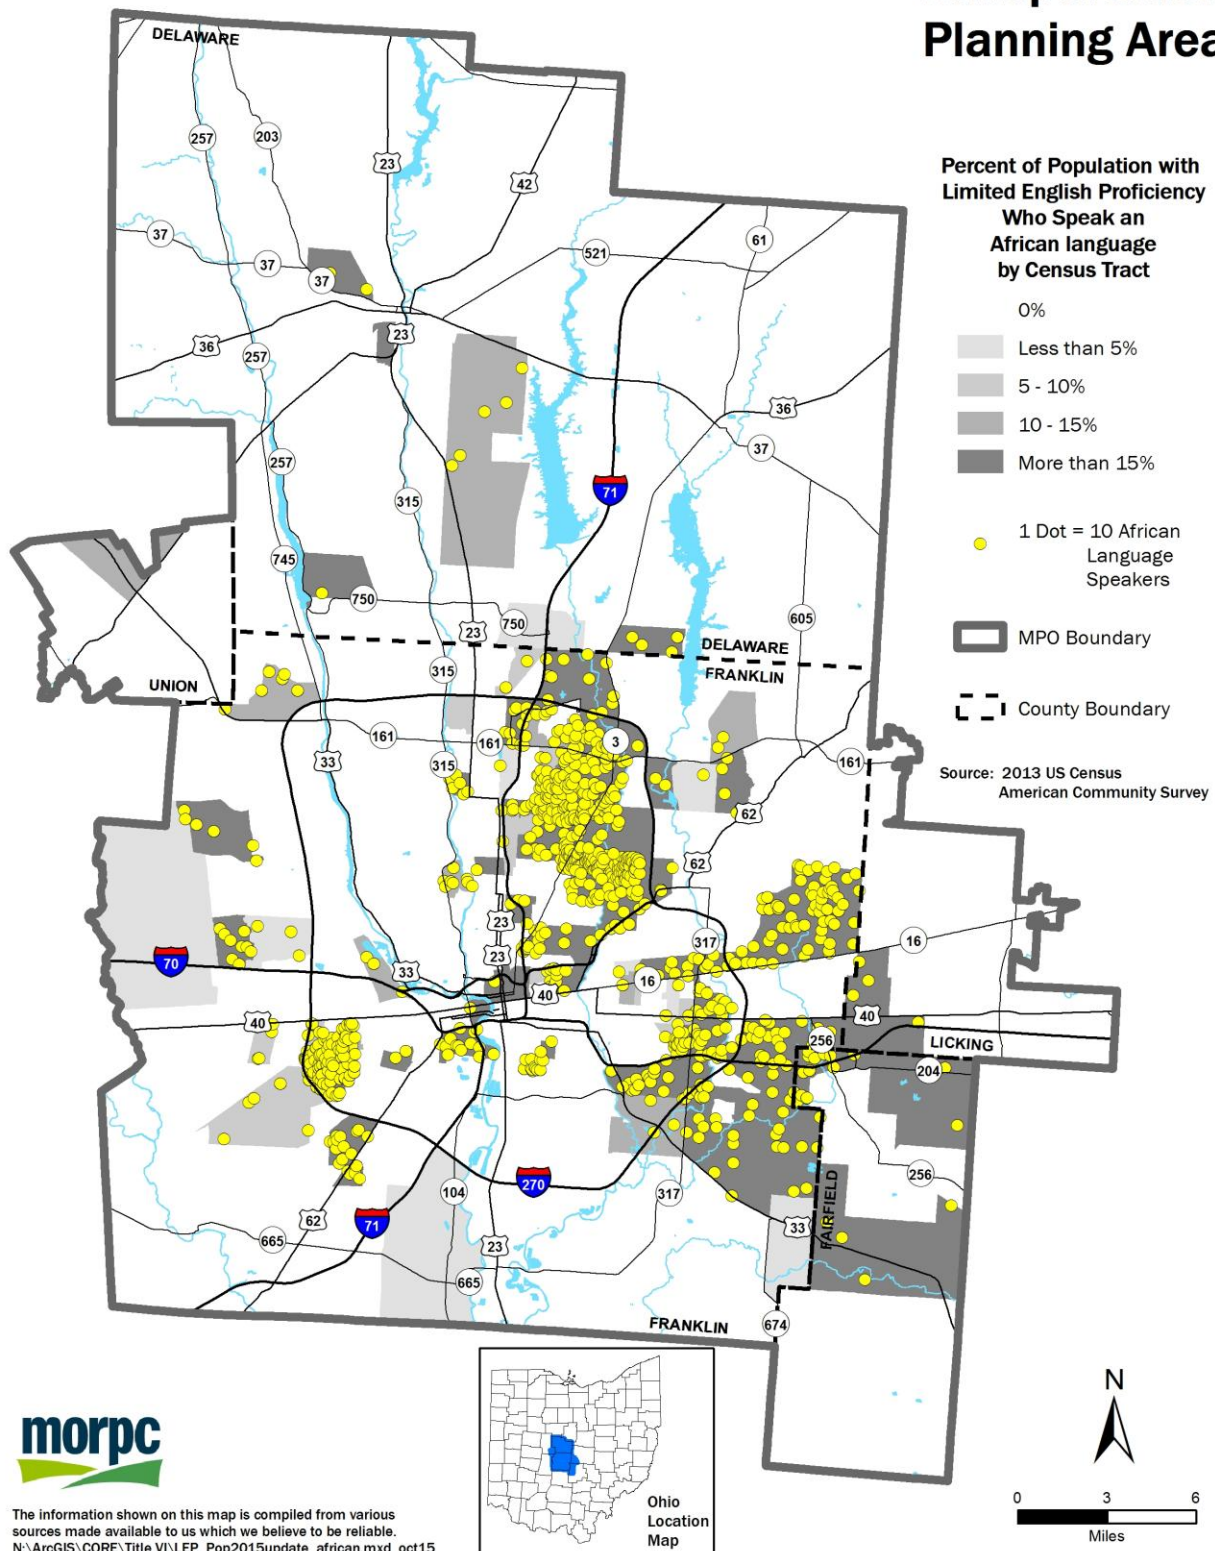 Planning Area
Percent of Population with
Limited English Proficiency
Who Speak an
African language
by Census Tract
0%
Less than 5%
5 - 10%
10 - 15%
More than 15%
1 Dot = 10 African
Language
Speakers
MPO Boundary
County Boundary
Source: 2013 US Census
American Community Survey
DELAWARE
257
203
23
42
37
37
37
521
61
36
257
23
36
37
257
315
71
745
750
750
23
605
DELAWARE
FRANKLIN
UNION
315
161
161
3
161
33
315
62
62
23
317
16
23
70
33
16
40
40
40
256
LICKING
204
256
270
104
317
62
71
33
FAIRFIELD
665
23
665
FRANKLIN
674
morpc
The information shown on this map is compiled from various
sources made available to us which we believe to be reliable.
N:\ArcGIS\CORE\Title VI\LEP_Pop2015update_african.mxd oct15
Ohio
Location
Map
N
0 3 6
Miles